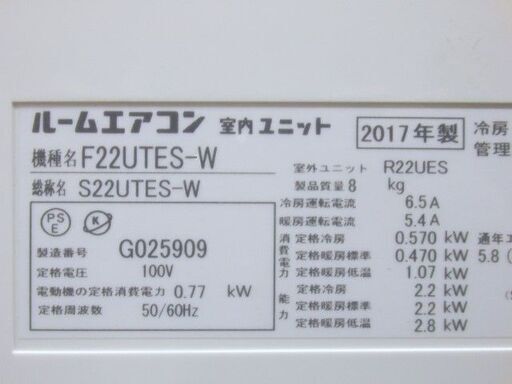 ルームエアコン 室内ユニット 2017年製 冷房
管理
機種名 F22UTES-W
総称名 S22UTES-W
PS
E
K
製造番号 G025909
定格電圧 100V
電動機の定格消費電力 0.77 kW
定格周波数 50/60Hz
室外ユニット R22UES
製品質量 8 kg
冷房運転電流 6.5A
暖房運転電流 5.4A
消費電力
定格冷房 0.570 kW 通年エ
定格暖房標準 0.470 kW 5.8 (
定格暖房低温 1.07 kW
能力
定格冷房 2.2 kW
定格暖房標準 2.2 kW
定格暖房低温 2.8 kW